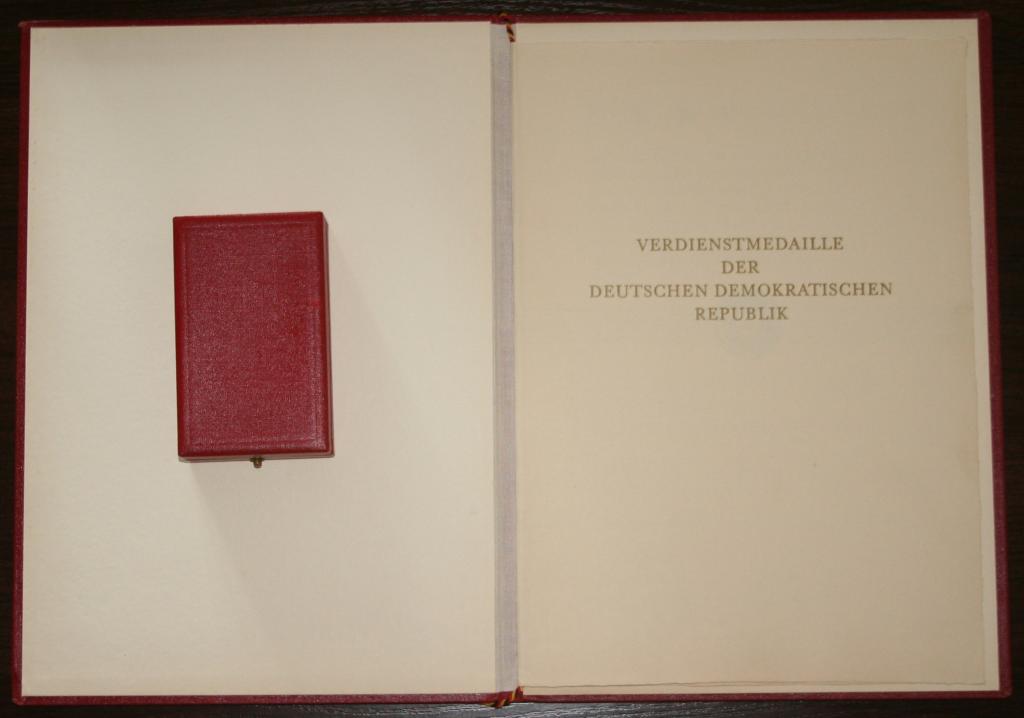 VERDIENSTMEDAILLE
DER
DEUTSCHEN DEMOKRATISCHEN
REPUBLIK